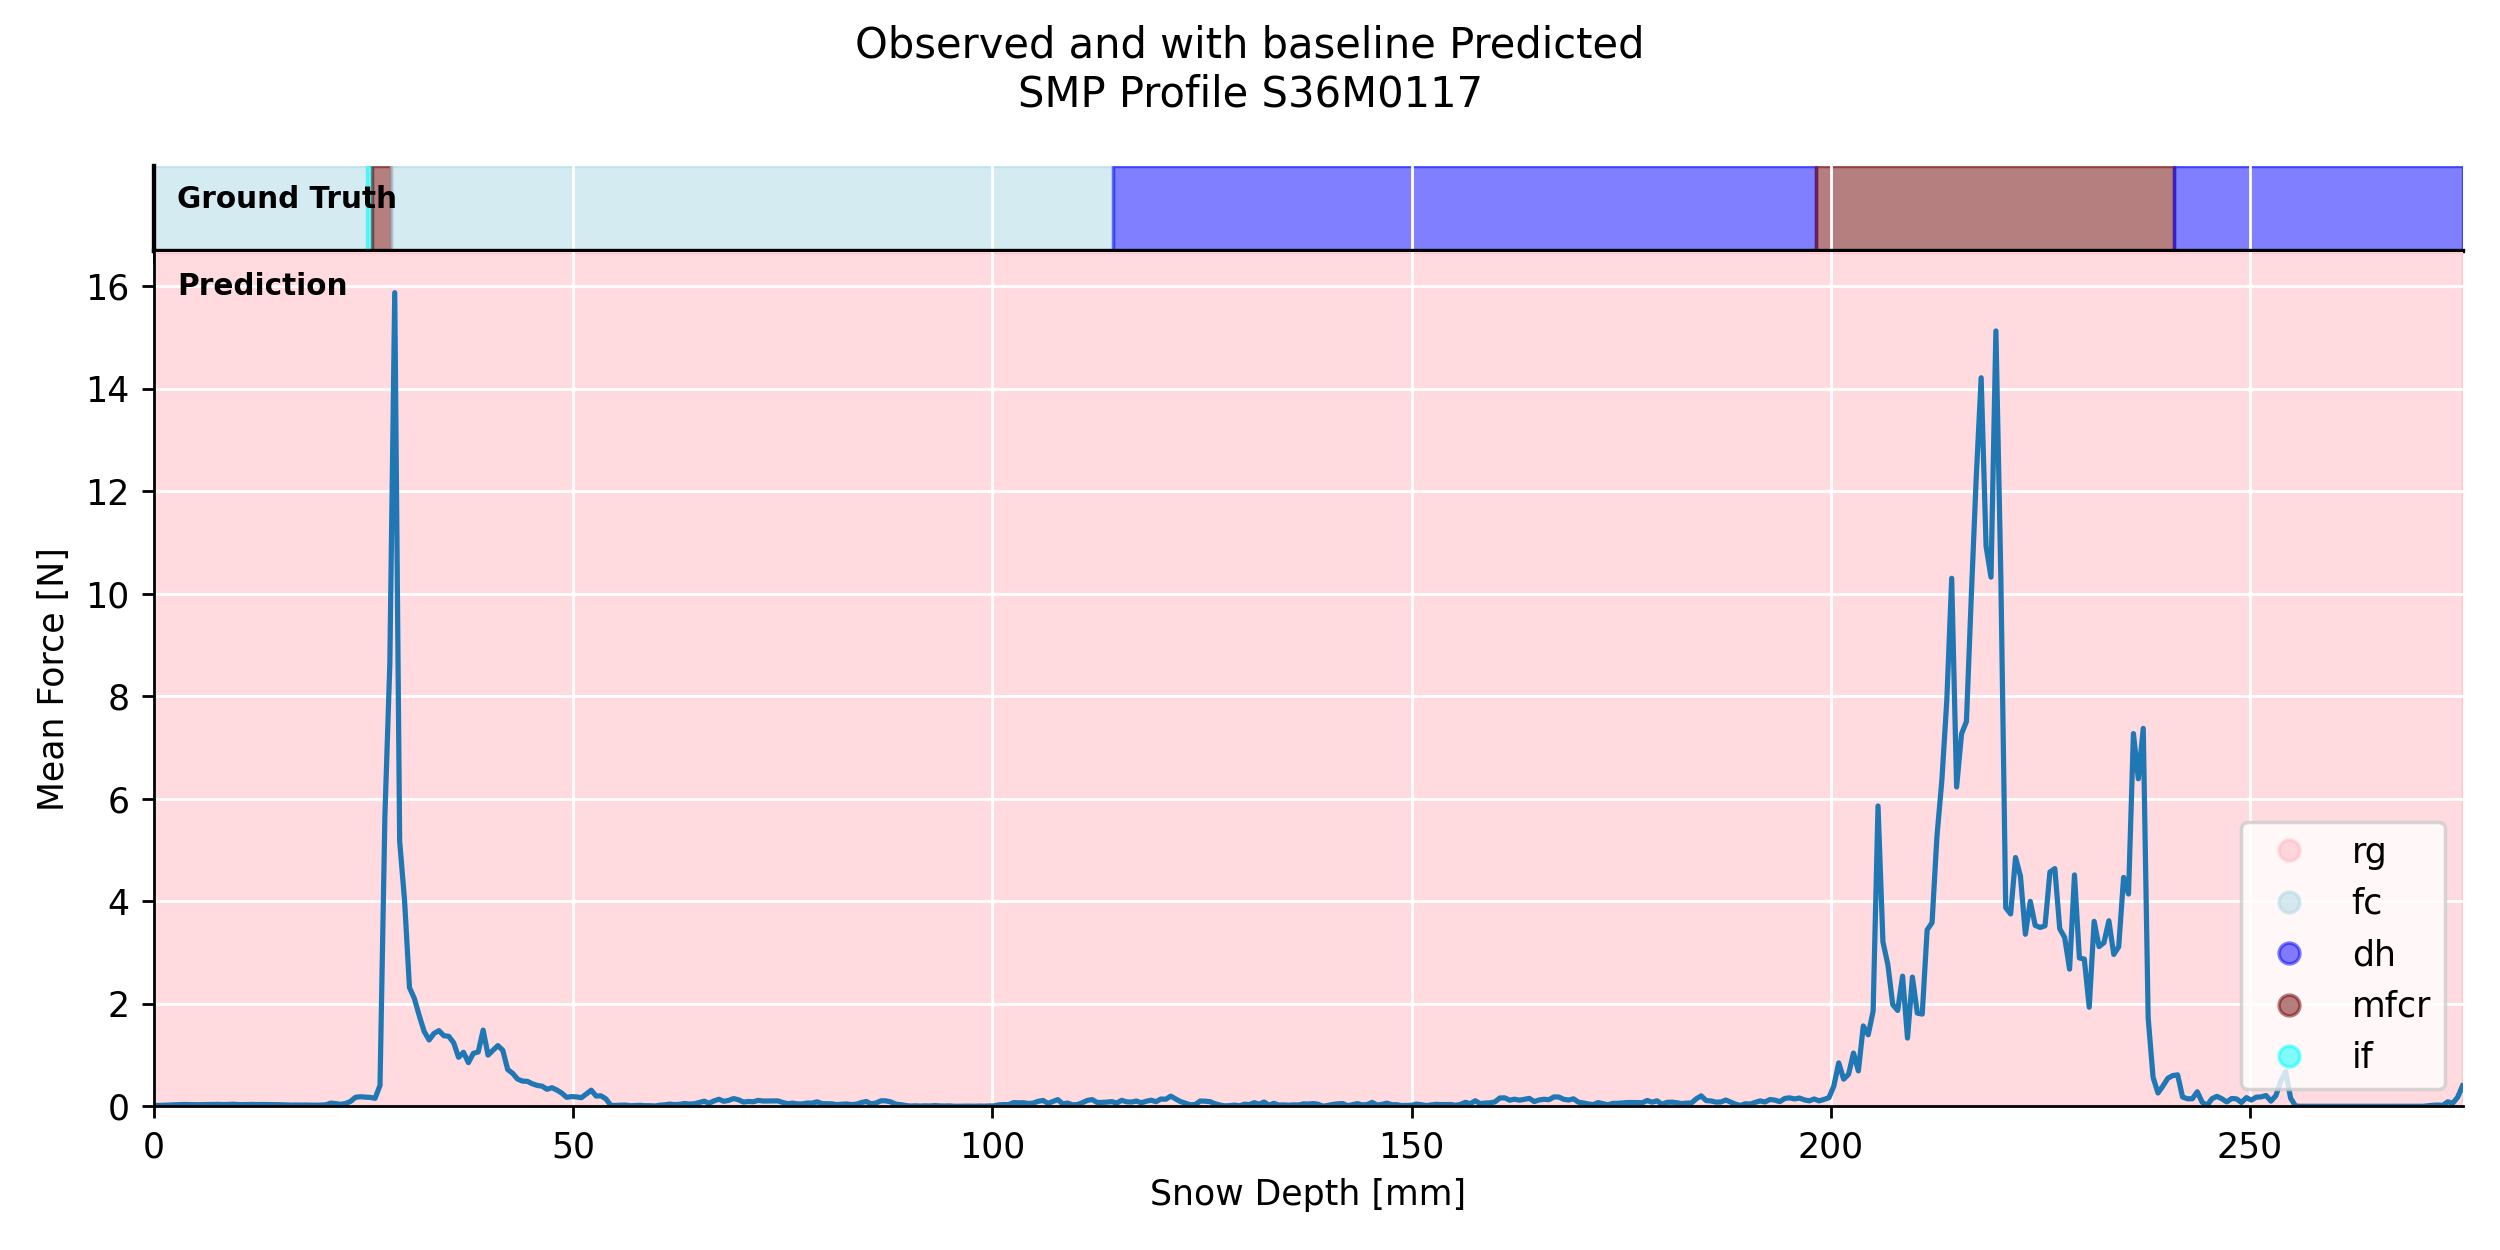 Observed and with baseline Predicted
SMP Profile S36M0117
Ground Truth
Prediction
16
14
12
10
8
6
4
2
0
Mean Force [N]
0 50 100 150 200 250
Snow Depth [mm]
rg
fc
dh
mfcr
if